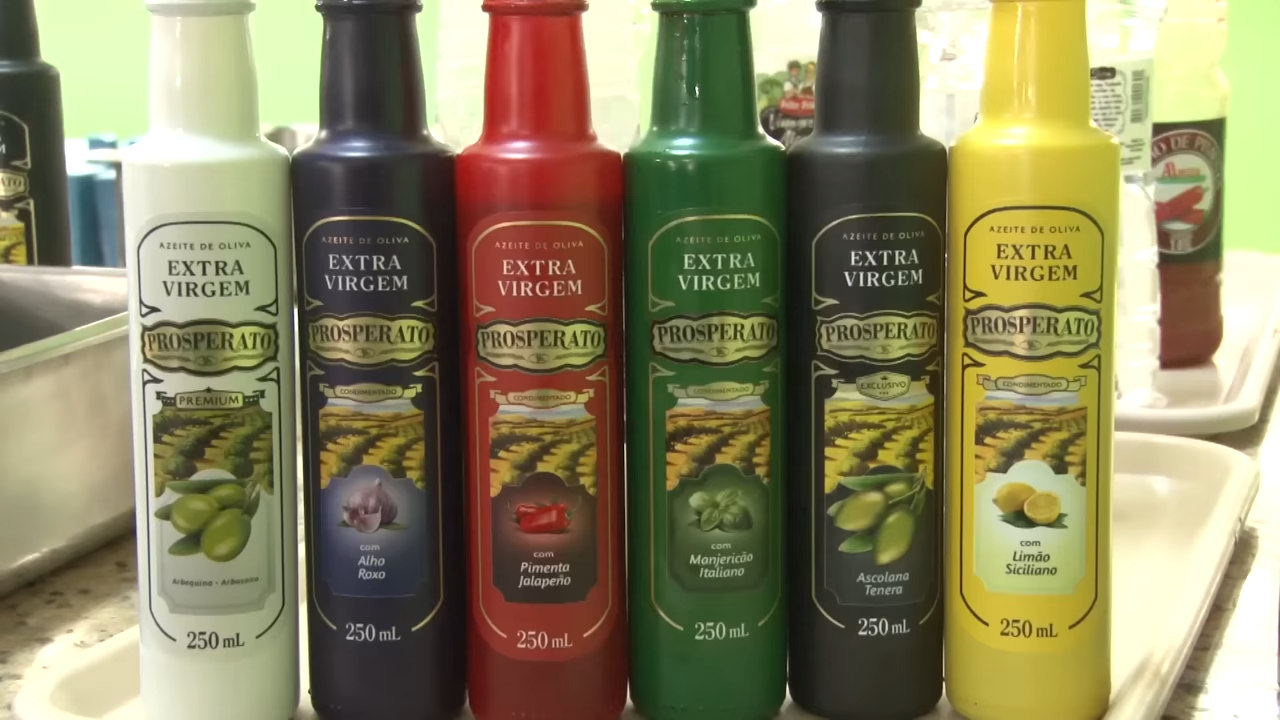 AZEITE DE OLIVA
EXTRA
VIRGEM
PROSPERATO
PREMIUM
Arbequina - Arbosana
250 mL
AZEITE DE OLIVA
EXTRA
VIRGEM
PROSPERATO
CONDIMENTADO
com
Alho
Roxo
250 mL
AZEITE DE OLIVA
EXTRA
VIRGEM
PROSPERATO
CONDIMENTADO
com
Pimenta
Jalapeño
250 mL
AZEITE DE OLIVA
EXTRA
VIRGEM
PROSPERATO
CONDIMENTADO
com
Manjericão
Italiano
250 mL
AZEITE DE OLIVA
EXTRA
VIRGEM
PROSPERATO
EXCLUSIVO
Ascolana
Tenera
250 mL
AZEITE DE OLIVA
EXTRA
VIRGEM
PROSPERATO
CONDIMENTADO
com
Limão
Siciliano
250 mL